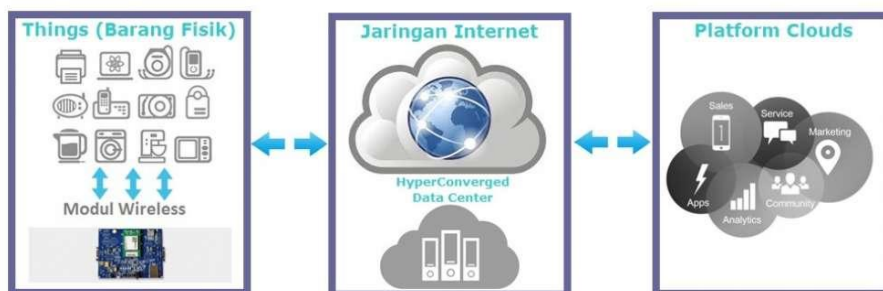 Things (Barang Fisik)
Modul Wireless
Jaringan Internet
HyperConverged
Data Center
Platform Clouds
Sales
Service
Marketing
Apps
Analytics
Community